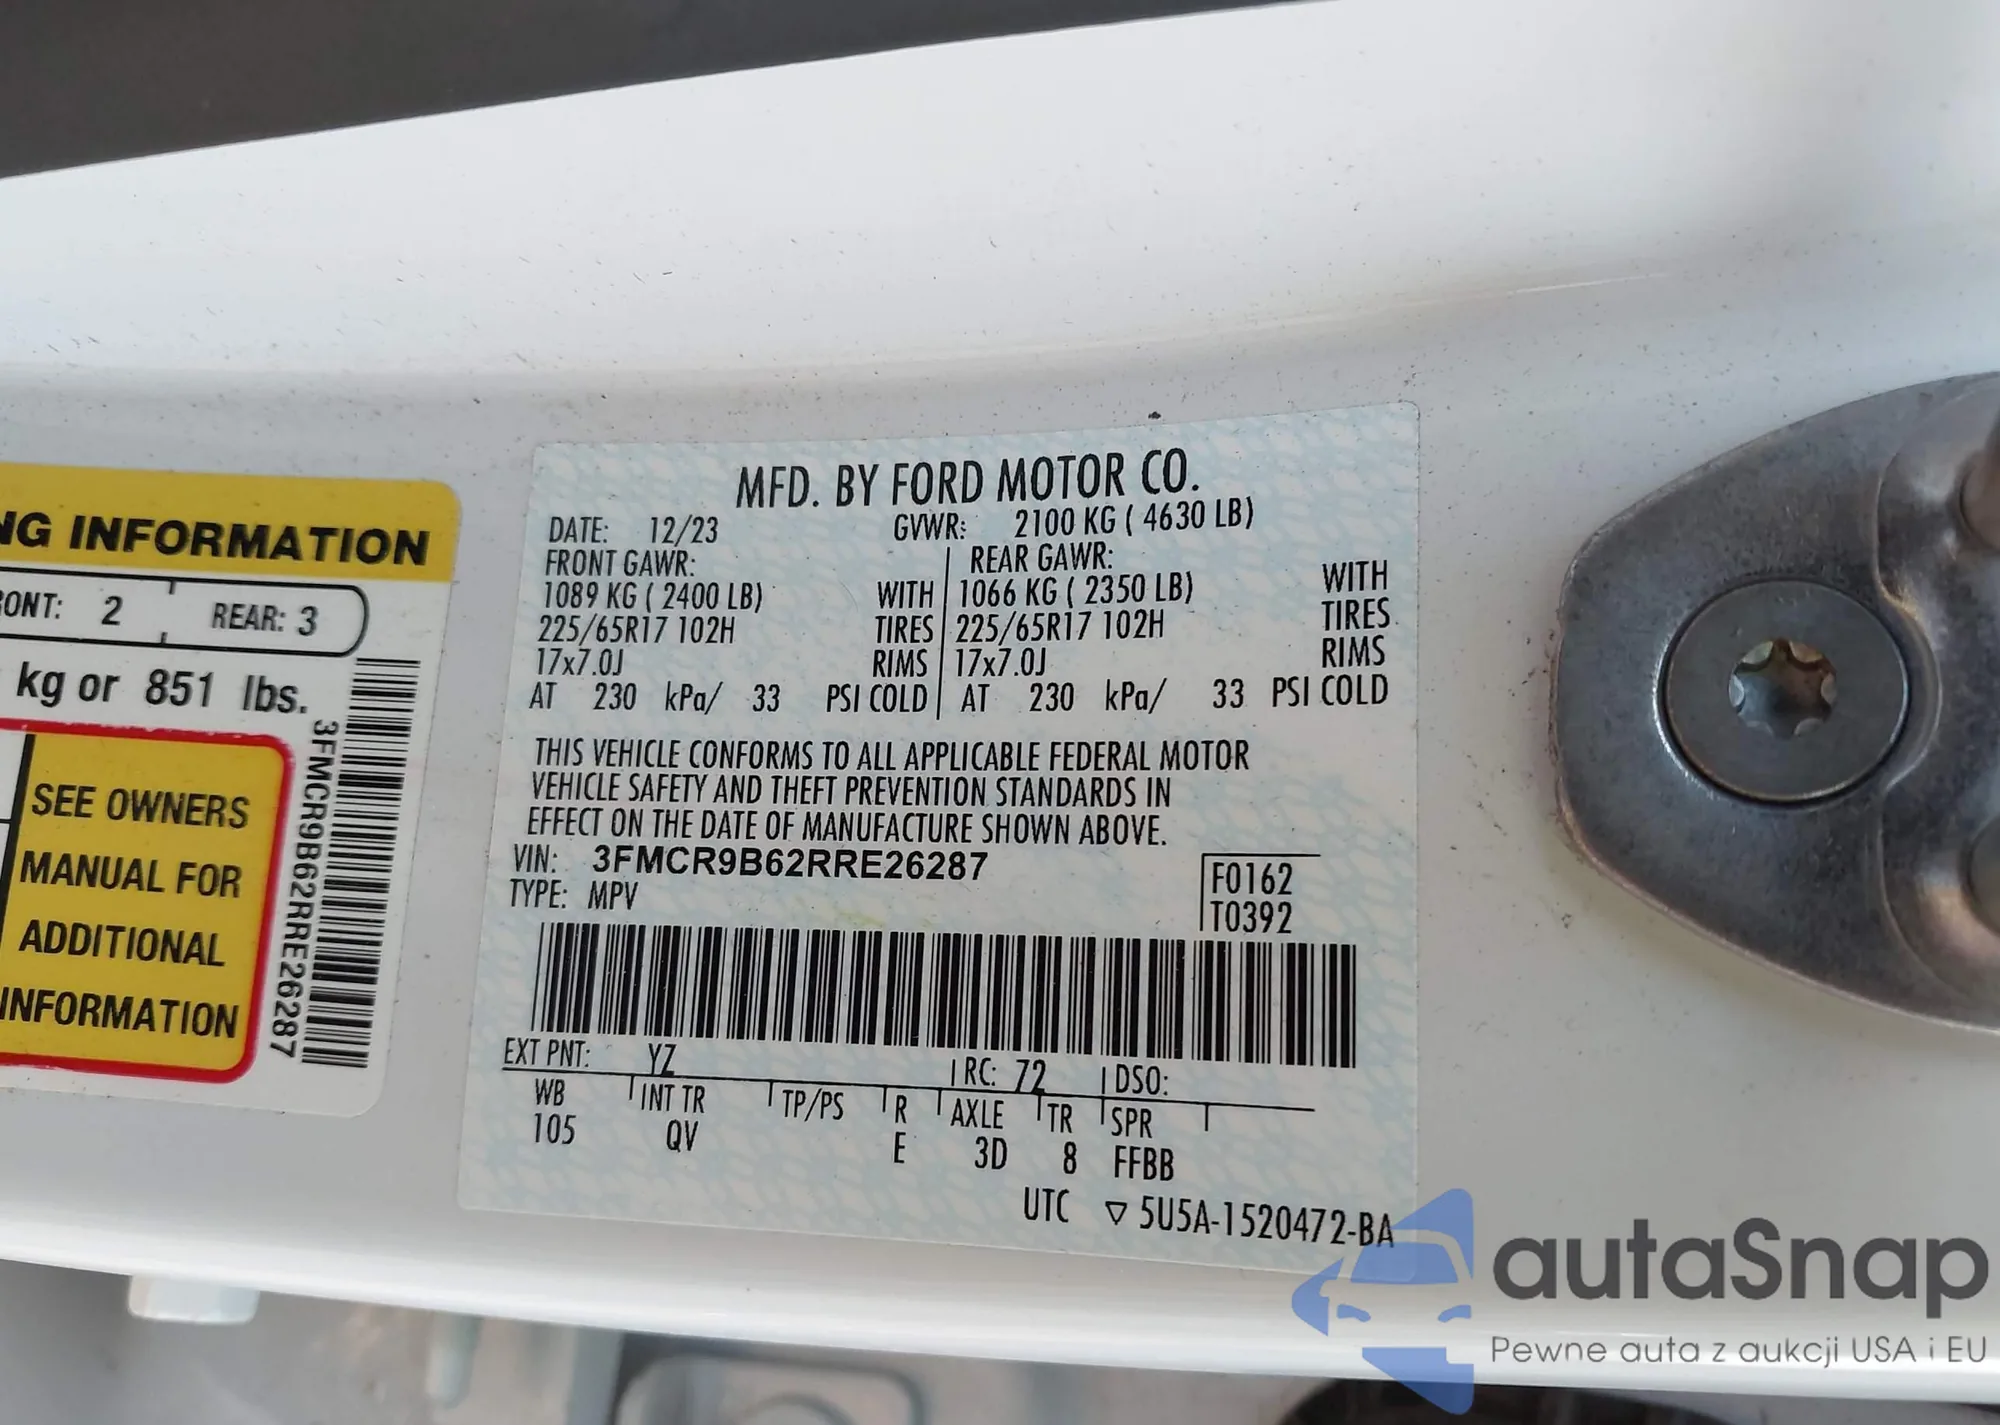 NG INFORMATION
ONT: 2 REAR: 3
kg or 851 lbs.
SEE OWNERS
MANUAL FOR
ADDITIONAL
INFORMATION
3FMCR9B62RRE26287
MFD. BY FORD MOTOR CO.
DATE: 12/23 GVWR: 2100 KG ( 4630 LB)
FRONT GAWR: REAR GAWR:
1089 KG ( 2400 LB) WITH 1066 KG ( 2350 LB) WITH
225/65R17 102H TIRES 225/65R17 102H TIRES
17x7.0J RIMS 17x7.0J RIMS
AT 230 kPa/ 33 PSI COLD AT 230 kPa/ 33 PSI COLD
THIS VEHICLE CONFORMS TO ALL APPLICABLE FEDERAL MOTOR
VEHICLE SAFETY AND THEFT PREVENTION STANDARDS IN
EFFECT ON THE DATE OF MANUFACTURE SHOWN ABOVE.
VIN: 3FMCR9B62RRE26287 F0162
TYPE: MPV T0392
EXT PNT: YZ RC: 72 DSO:
WB INT TR TP/PS R AXLE TR SPR
105 QV E 3D 8 FFBB
UTC ▽ 5U5A-1520472-BA
autaSnap
Pewne auta z aukcji USA i EU